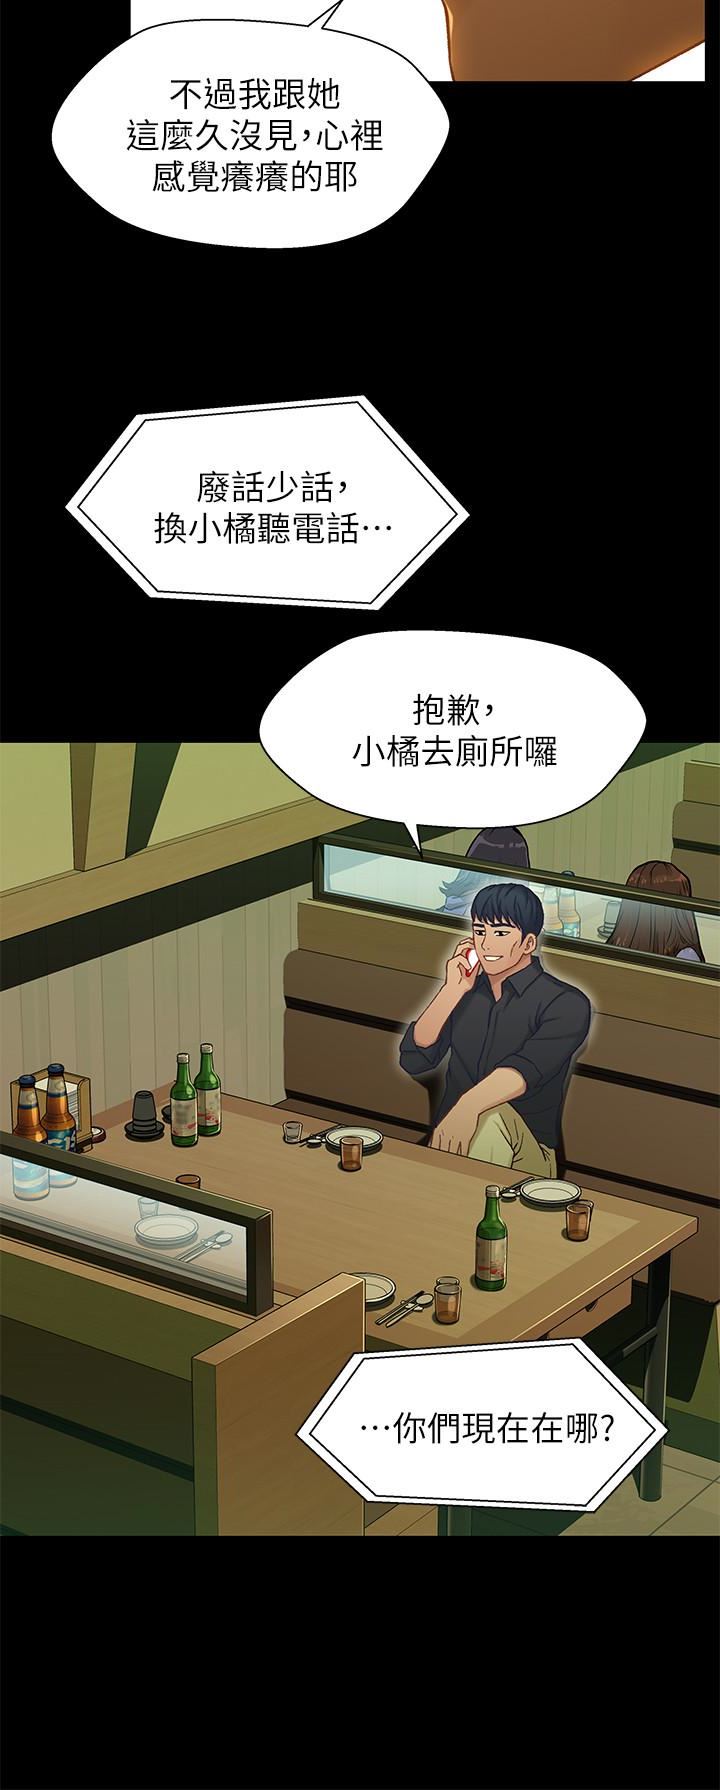 不過我跟她
這麼久沒見,心裡
感覺癢癢的耶
廢話少話,
換小橘聽電話…
抱歉,
小橘去廁所囉
…你們現在在哪?